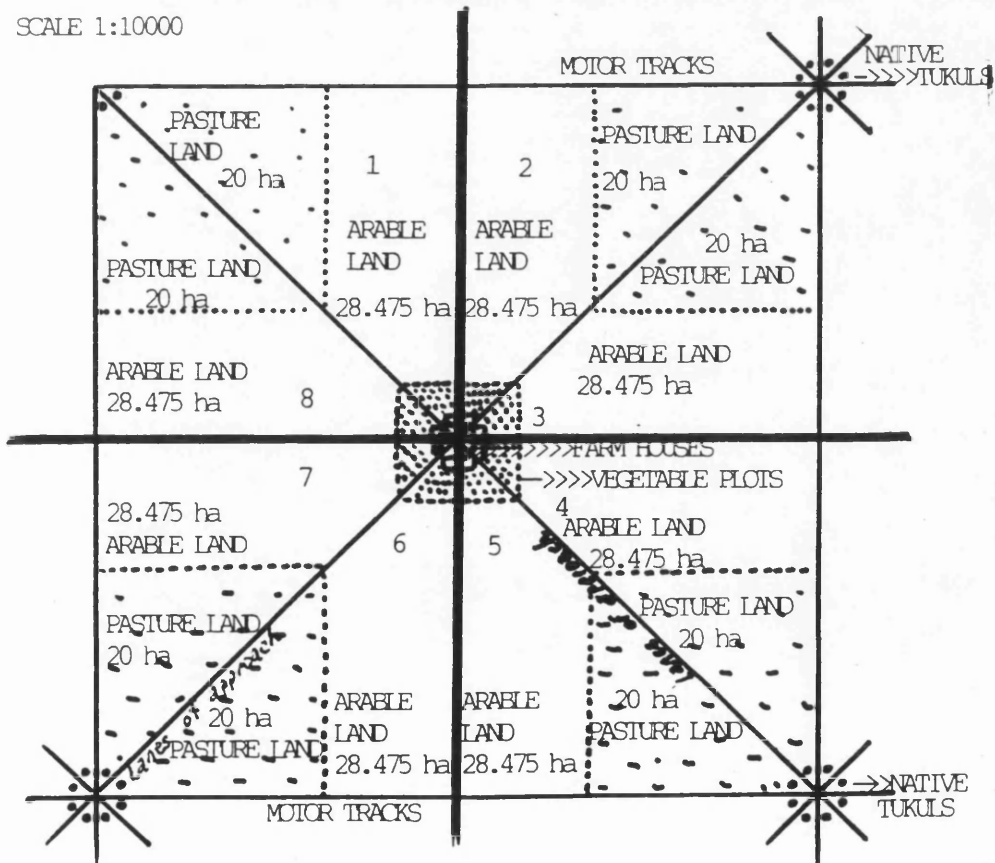 SCALE 1:10000
NATIVE
->>>>TUKULS
MOTOR TRACKS
PASTURE
LAND
20 ha
1
2
PASTURE LAND
20 ha
ARABLE
LAND
28.475 ha
ARABLE
LAND
28.475 ha
20 ha
PASTURE LAND
PASTURE LAND
20 ha
ARABLE LAND
28.475 ha
8
ARABLE LAND
28.475 ha
3
>>>>>FARM HOUSES
->>>>VEGETABLE PLOTS
7
28.475 ha
ARABLE LAND
6
5
4
ARABLE LAND
28.475 ha
PASTURE LAND
20 ha
Lanes of approach
20 ha
PASTURE LAND
ARABLE
LAND
28.475 ha
ARABLE
LAND
28.475 ha
PASTURE LAND
20 ha
20 ha
PASTURE LAND
->>NATIVE
TUKULS
MOTOR TRACKS